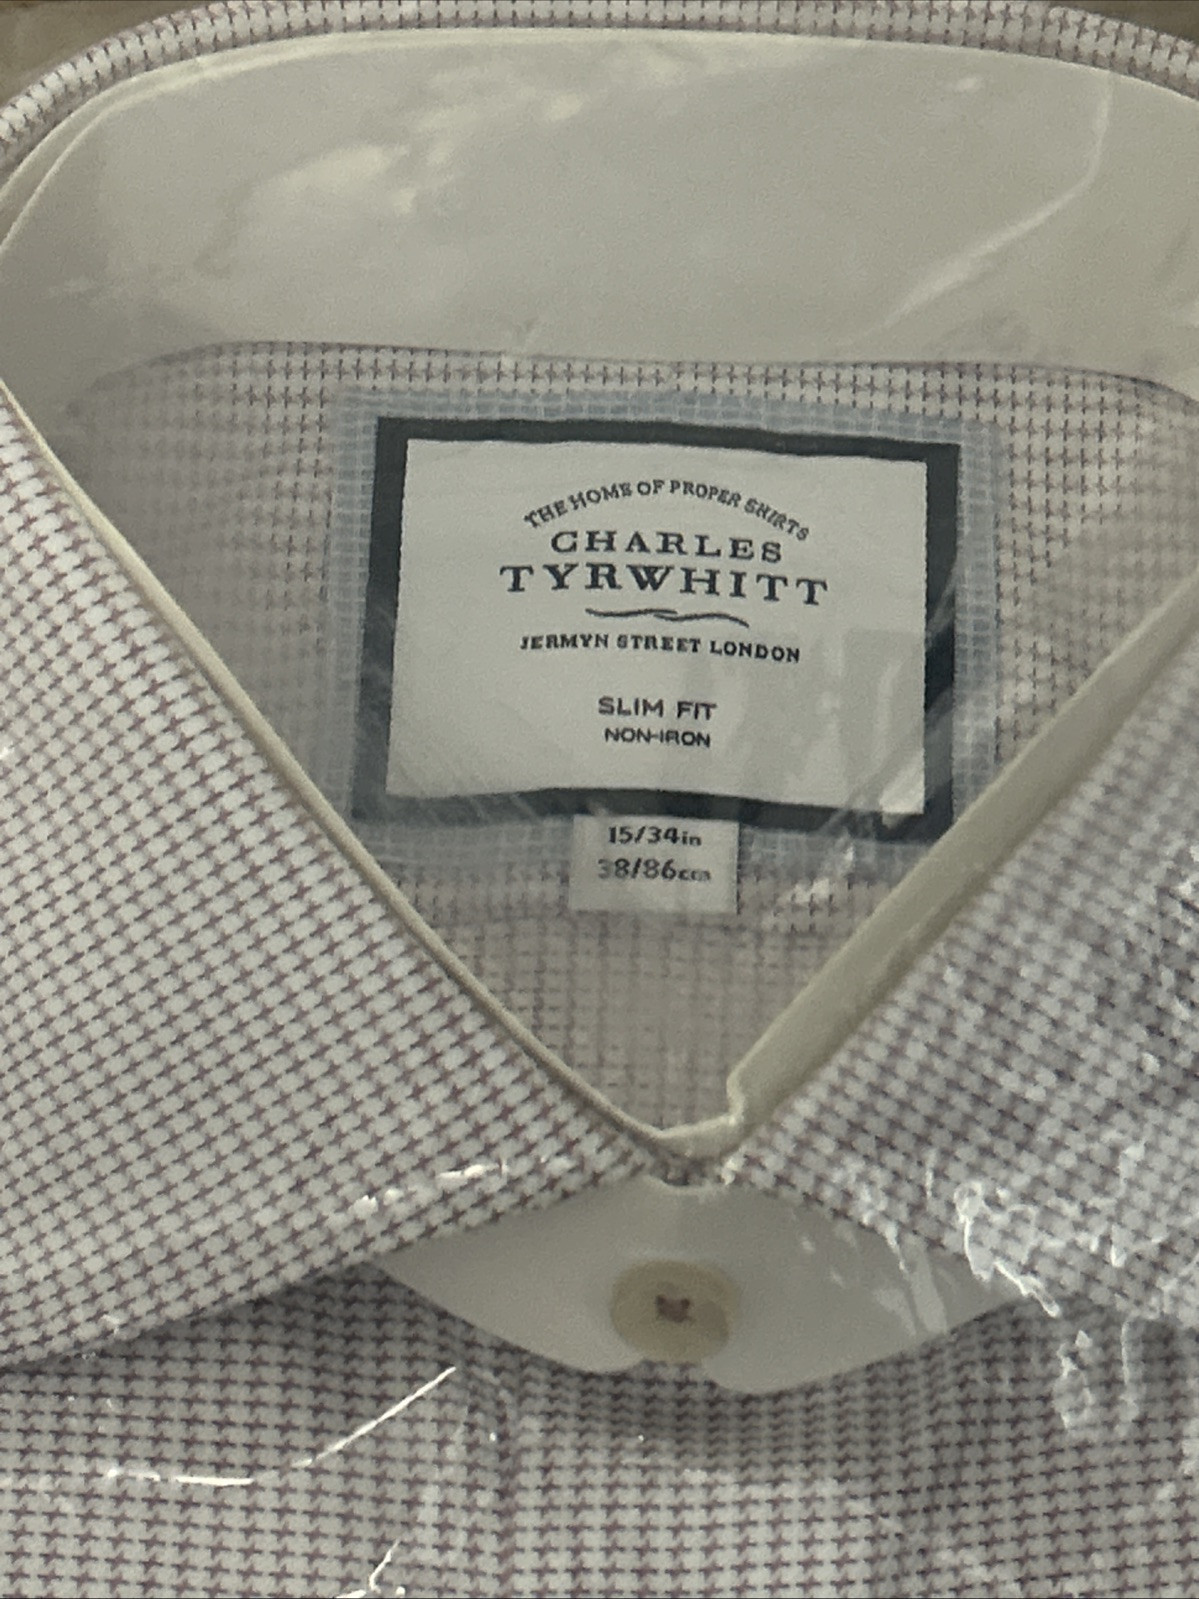 THE HOME OF PROPER SHIRTS
CHARLES
TYRWHITT
JERMYN STREET LONDON
SLIM FIT
NON-IRON
15/34in
38/86cm